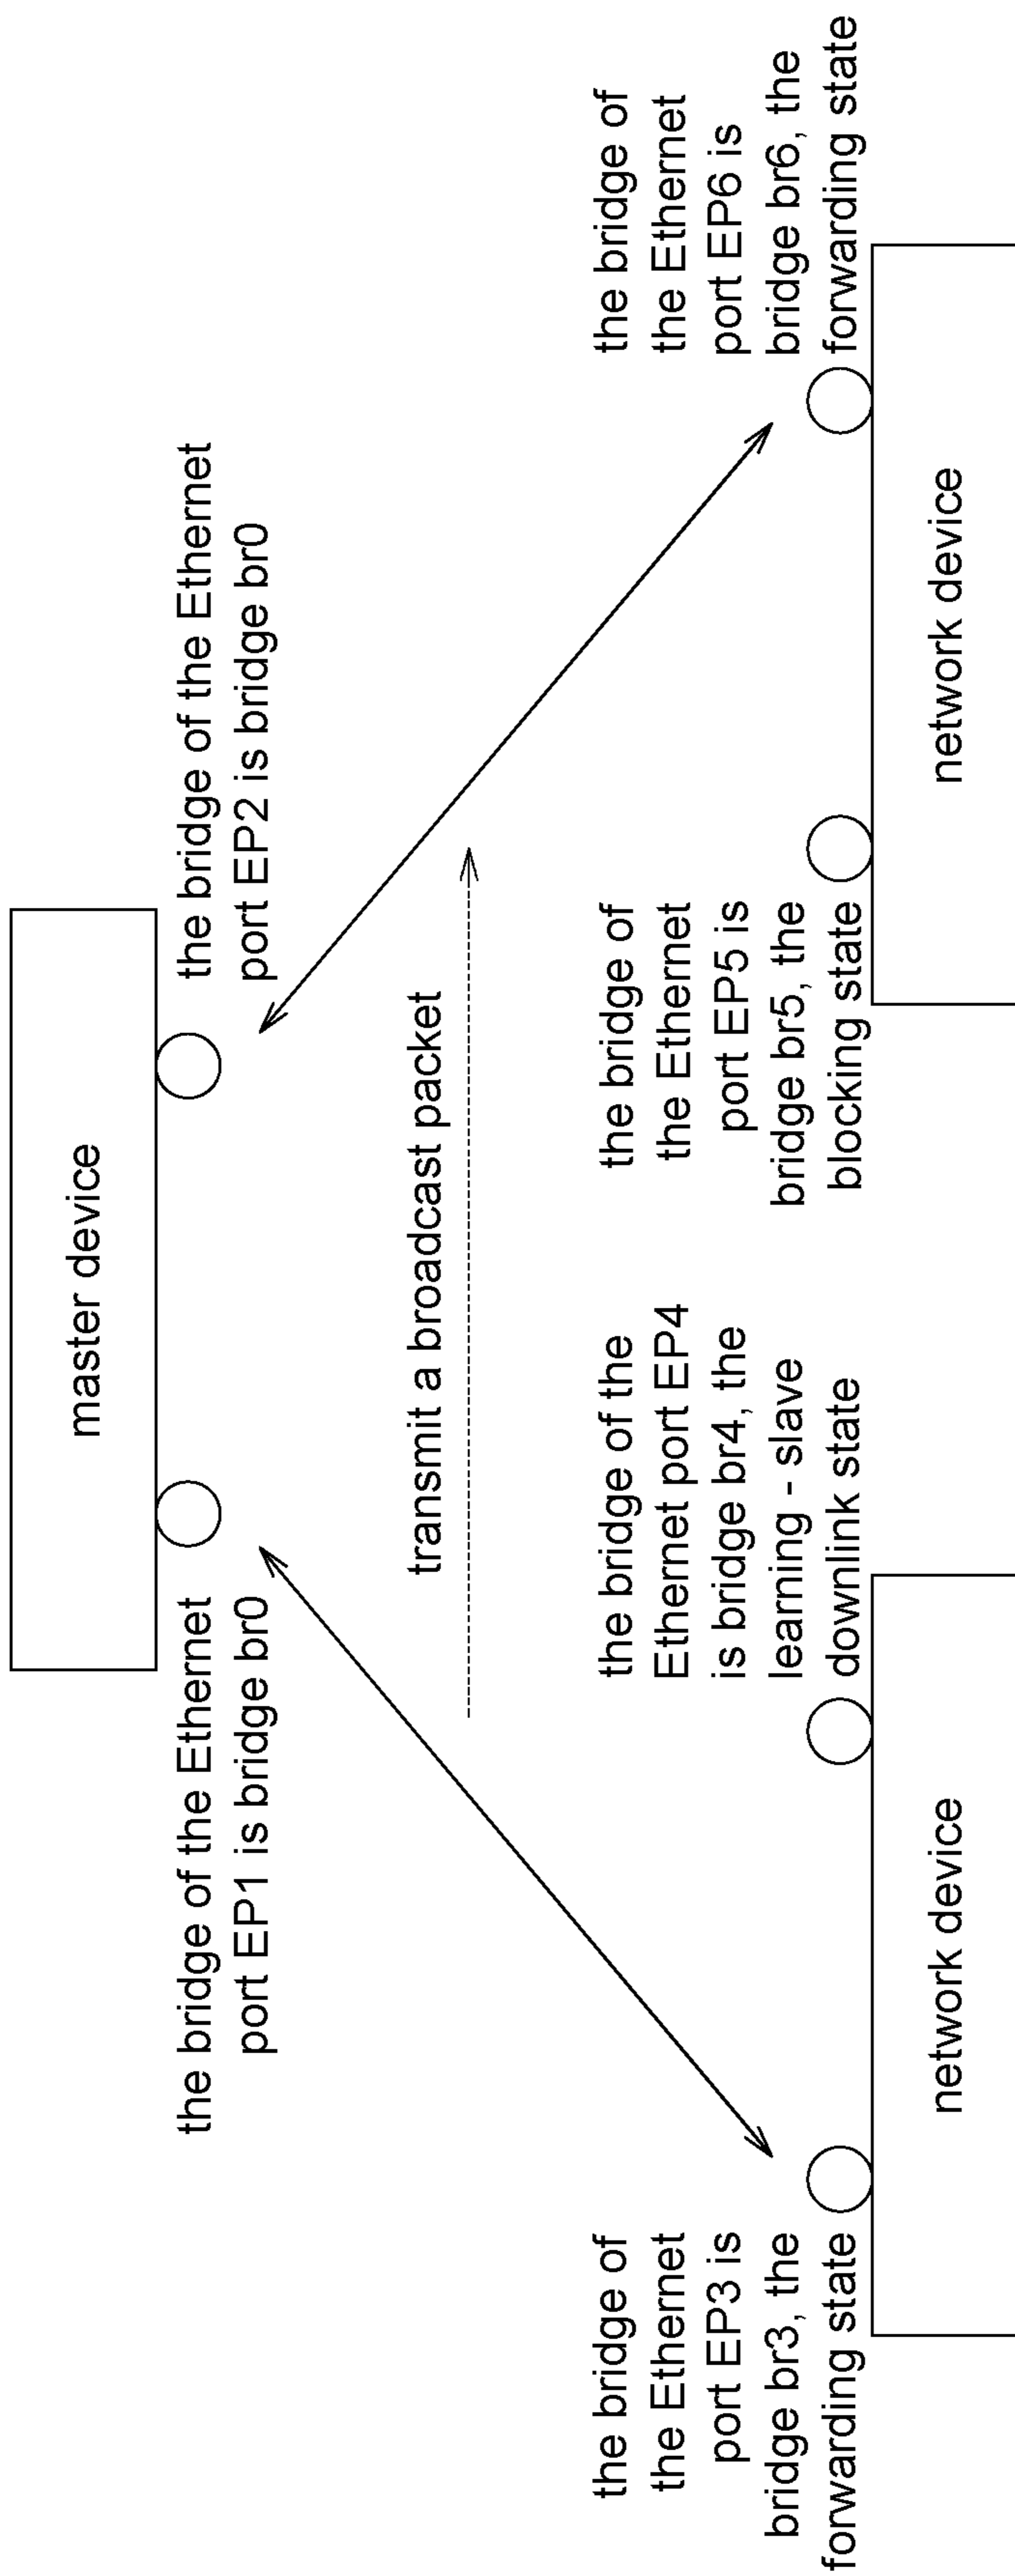 master device
the bridge of the Ethernet
port EP1 is bridge br0
the bridge of the Ethernet
port EP2 is bridge br0
transmit a broadcast packet
the bridge of
the Ethernet
port EP3 is
bridge br3, the
forwarding state
the bridge of the
Ethernet port EP4
is bridge br4, the
learning - slave
downlink state
the bridge of
the Ethernet
port EP5 is
bridge br5, the
blocking state
the bridge of
the Ethernet
port EP6 is
bridge br6, the
forwarding state
network device
network device